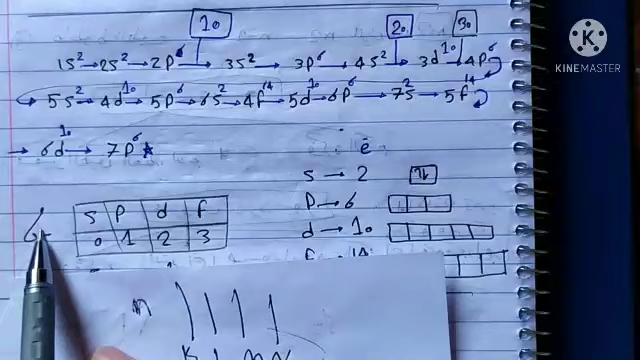 10 20 30
1S² → 2S² → 2P⁶ → 3S² → 3P⁶ → 4S² → 3d¹⁰ → 4P⁶
→ 5S² → 4d¹⁰ → 5P⁶ → 6S² → 4f¹⁴ → 5d¹⁰ → 6P⁶ → 7S² → 5f¹⁴
→ 6d¹⁰ → 7P⁶
ē
S → 2 ↑↓
P → 6
d → 10
f → 14
S P d f
0 1 2 3
n
K L M N
KINEMASTER